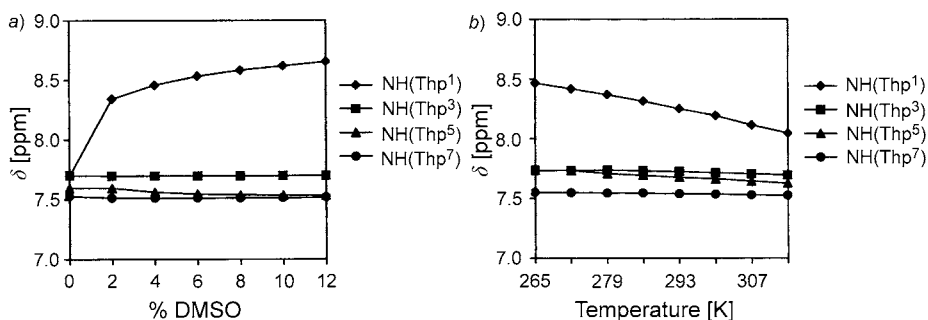 a)
9.0
8.5
8.0
7.5
7.0
δ [ppm]
0 2 4 6 8 10 12
% DMSO
NH(Thp¹)
NH(Thp³)
NH(Thp⁵)
NH(Thp⁷)
b)
9.0
8.5
8.0
7.5
7.0
δ [ppm]
265 279 293 307
Temperature [K]
NH(Thp¹)
NH(Thp³)
NH(Thp⁵)
NH(Thp⁷)